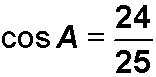 cos A = 24/25